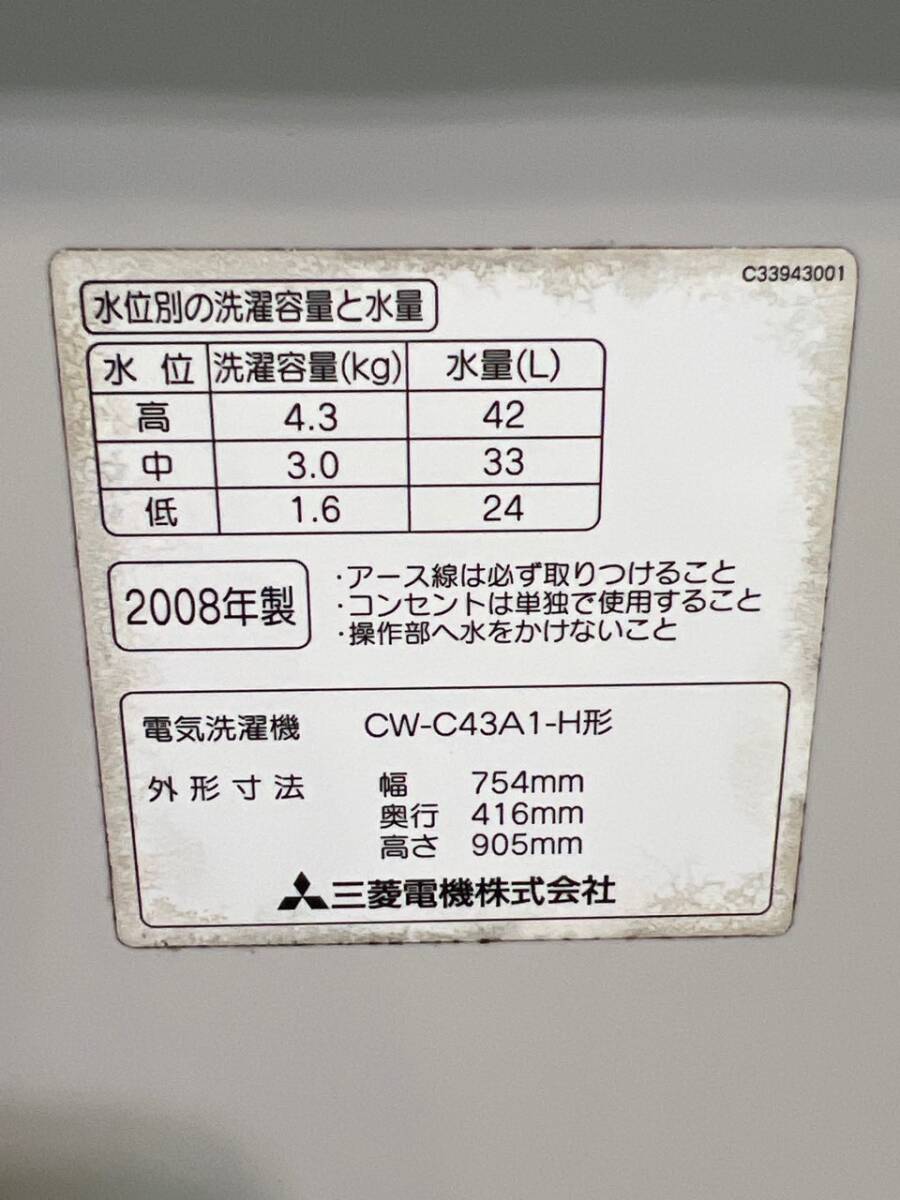 C33943001
水位別の洗濯容量と水量
水位 洗濯容量(kg) 水量(L)
高 4.3 42
中 3.0 33
低 1.6 24
2008年製
・アース線は必ず取りつけること
・コンセントは単独で使用すること
・操作部へ水をかけないこと
電気洗濯機 CW-C43A1-H形
外形寸法 幅 754mm
奥行 416mm
高さ 905mm
三菱電機株式会社